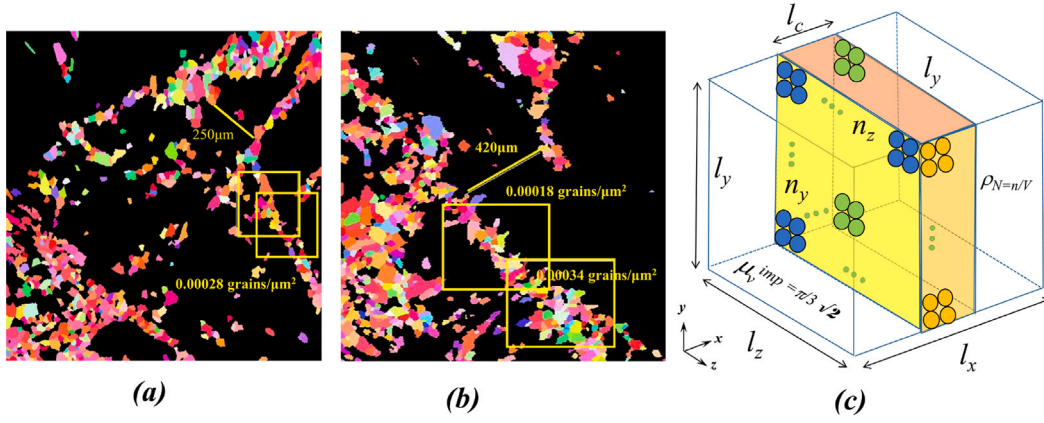 250µm
0.00028 grains/µm²
(a)
420µm
0.00018 grains/µm²
0.00034 grains/µm²
(b)
l_c
l_y
l_y
n_z
n_y
ρ_N=n/V
μ_v^imp = π/3 √2
y
x
z
l_z
l_x
(c)